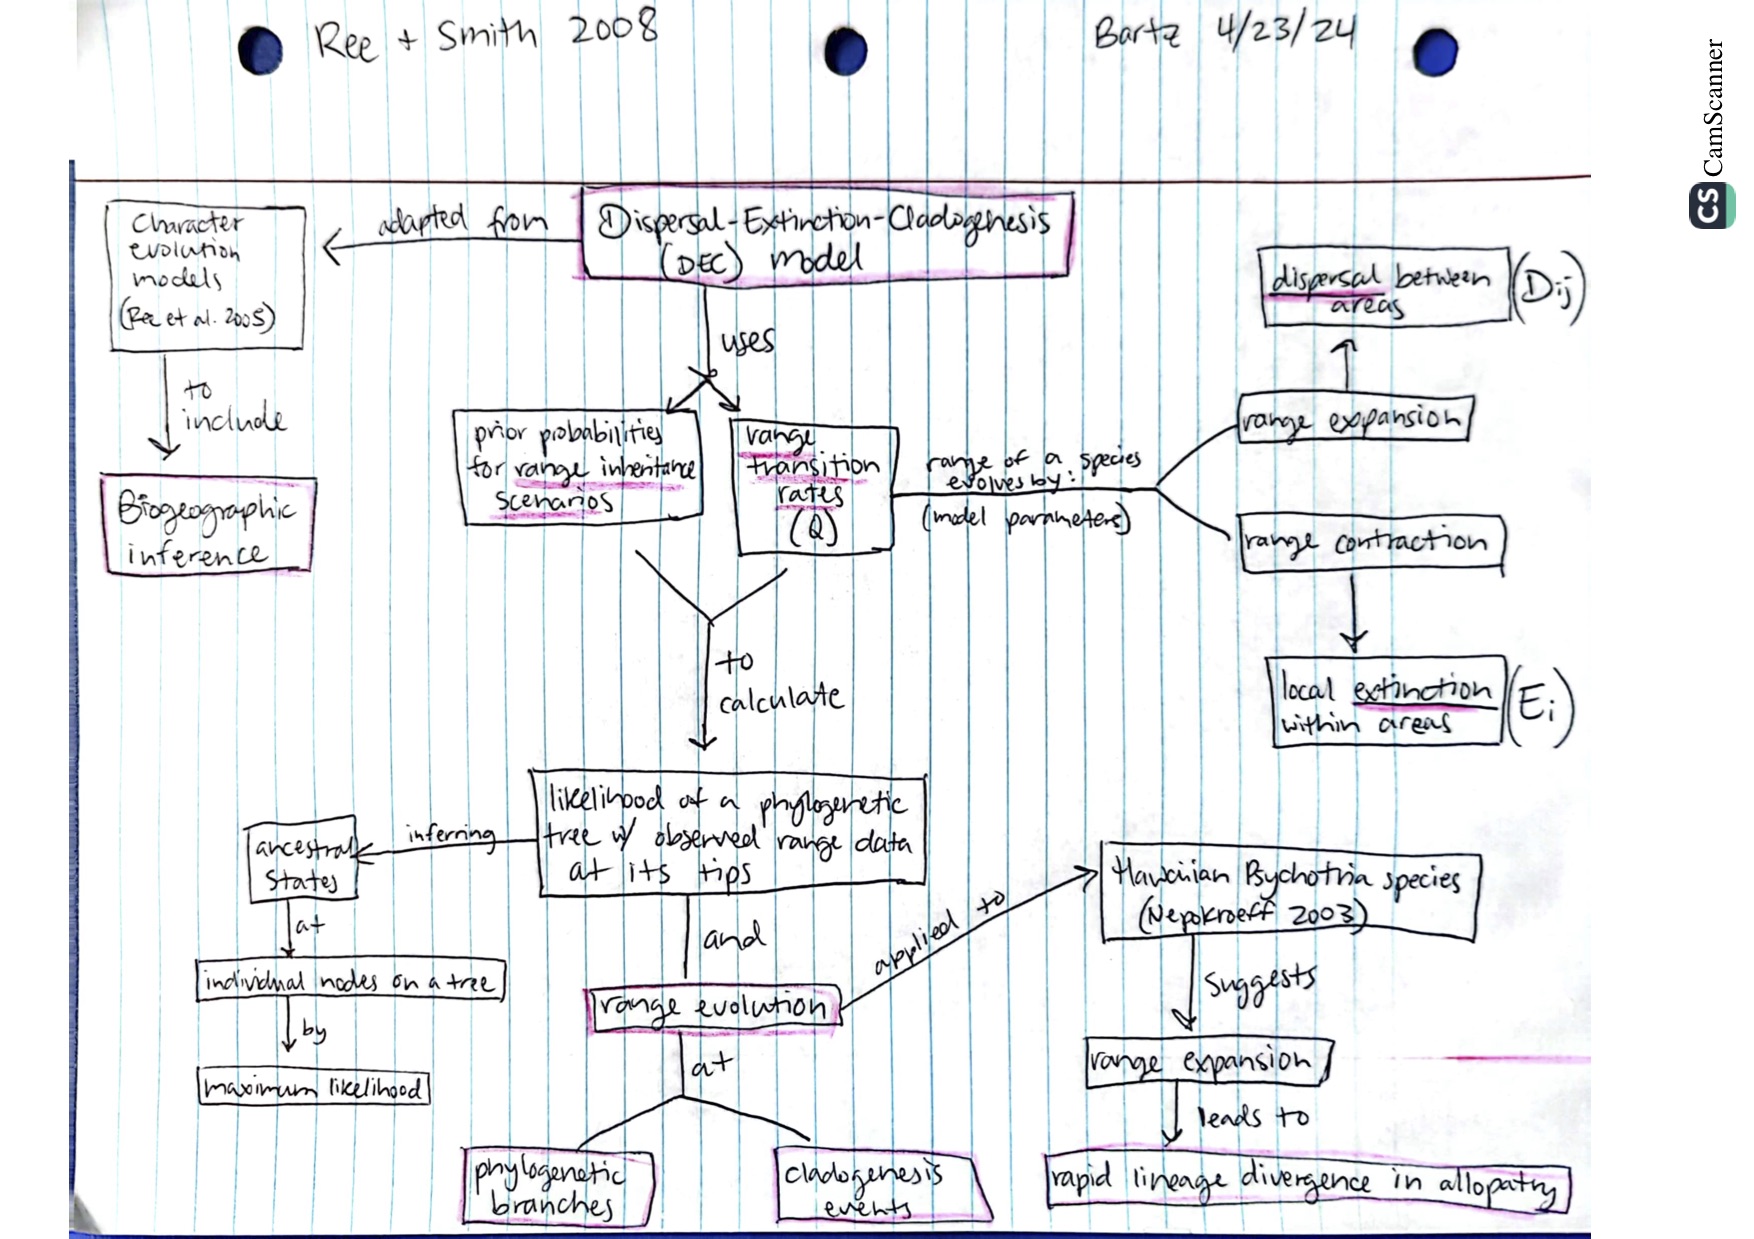 Ree + Smith 2008
Bartz 4/23/24
CamScanner
CS
Character
evolution
models
(Ree et al. 2005)
adapted from
Dispersal-Extinction-Cladogenesis
(DEC) model
dispersal between
areas
(Dij)
uses
to
include
prior probabilities
for range inheritance
scenarios
range
transition
rates
(Q)
range of a species
evolves by:
(model parameters)
range expansion
range contraction
Biogeographic
inference
to
calculate
local extinction
within areas
(Ei)
likelihood of a phylogenetic
tree w/ observed range data
at its tips
inferring
ancestral
states
at
individual nodes on a tree
by
maximum likelihood
and
range evolution
applied to
Hawaiian Psychotria species
(Nepokroeff 2003)
suggests
range expansion
leads to
rapid lineage divergence in allopatry
at
phylogenetic
branches
cladogenesis
events